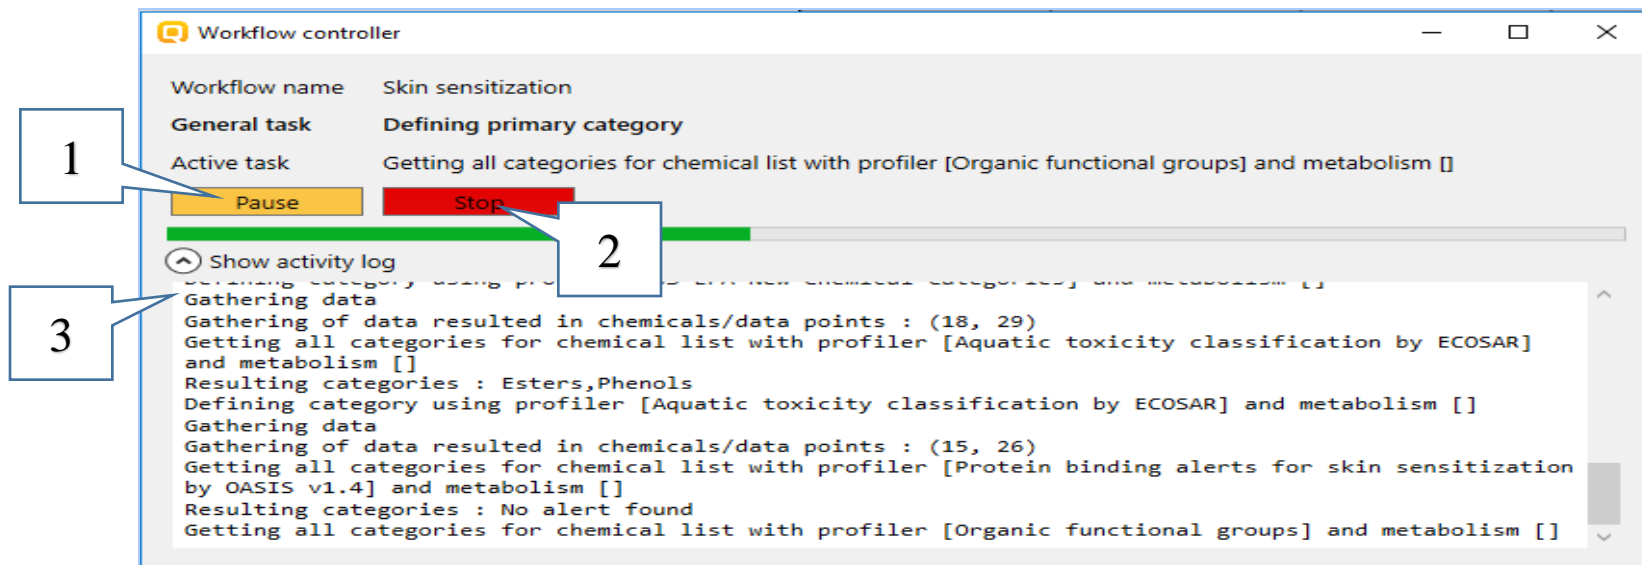 Workflow controller
Workflow name Skin sensitization
General task Defining primary category
1
Active task Getting all categories for chemical list with profiler [Organic functional groups] and metabolism []
Pause Stop
2
Show activity log
3
Gathering data
Gathering of data resulted in chemicals/data points : (18, 29)
Getting all categories for chemical list with profiler [Aquatic toxicity classification by ECOSAR]
and metabolism []
Resulting categories : Esters,Phenols
Defining category using profiler [Aquatic toxicity classification by ECOSAR] and metabolism []
Gathering data
Gathering of data resulted in chemicals/data points : (15, 26)
Getting all categories for chemical list with profiler [Protein binding alerts for skin sensitization
by OASIS v1.4] and metabolism []
Resulting categories : No alert found
Getting all categories for chemical list with profiler [Organic functional groups] and metabolism []